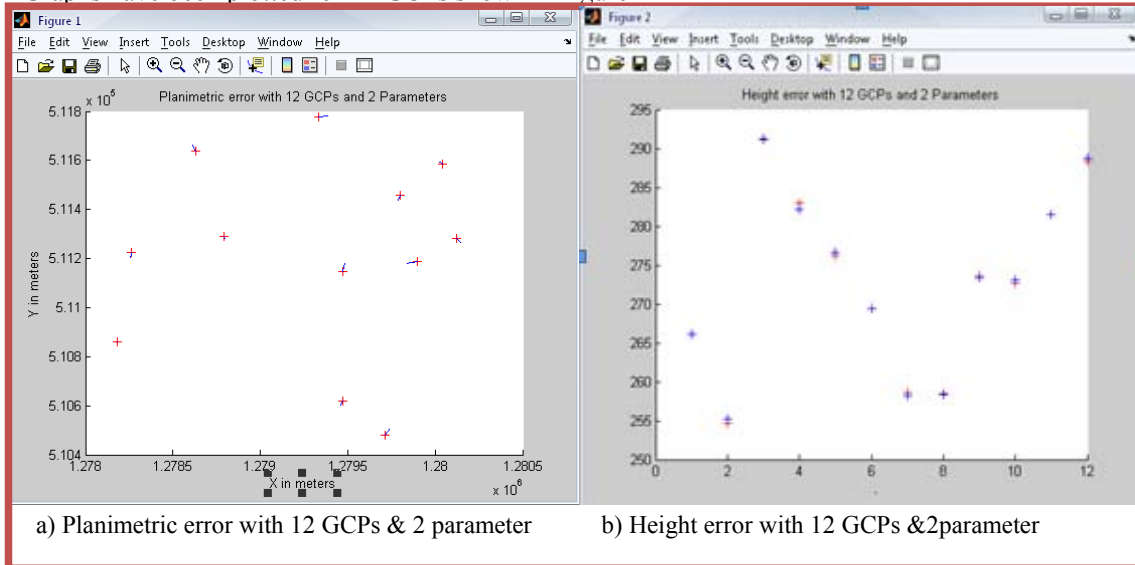 Figure 1
File Edit View Insert Tools Desktop Window Help
Planimetric error with 12 GCPs and 2 Parameters
x 10^5
5.118
5.116
5.114
5.112
5.11
5.108
5.106
5.104
Y in meters
1.278 1.2785 1.279 1.2795 1.28 1.2805
X in meters
x 10^6
Figure 2
File Edit View Insert Tools Desktop Window Help
Height error with 12 GCPs and 2 Parameters
295
290
285
280
275
270
265
260
255
250
0 2 4 6 8 10 12
a) Planimetric error with 12 GCPs & 2 parameter
b) Height error with 12 GCPs &2parameter